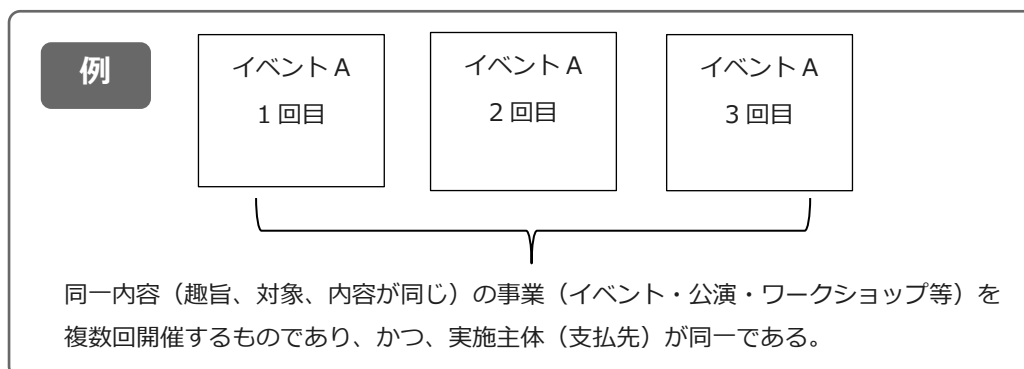 例
イベント A
1 回目
イベント A
2 回目
イベント A
3 回目
同一内容（趣旨、対象、内容が同じ）の事業（イベント・公演・ワークショップ等）を
複数回開催するものであり、かつ、実施主体（支払先）が同一である。